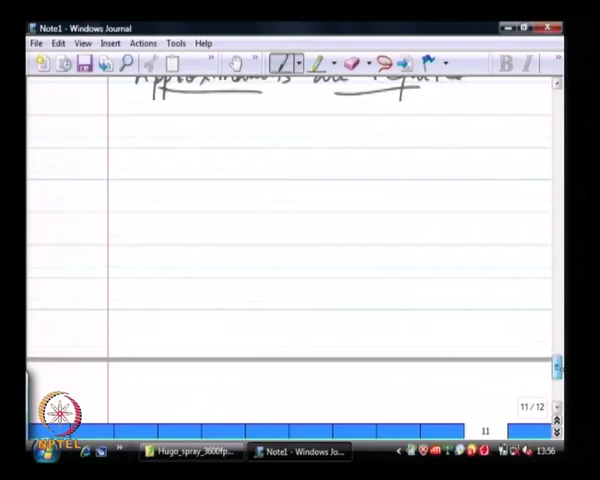 Note1 - Windows Journal
File Edit View Insert Actions Tools Help
B I
11 / 12
11
NPTEL
Hugo_spray_3600fp...
Note1 - Windows Jo...
13:56